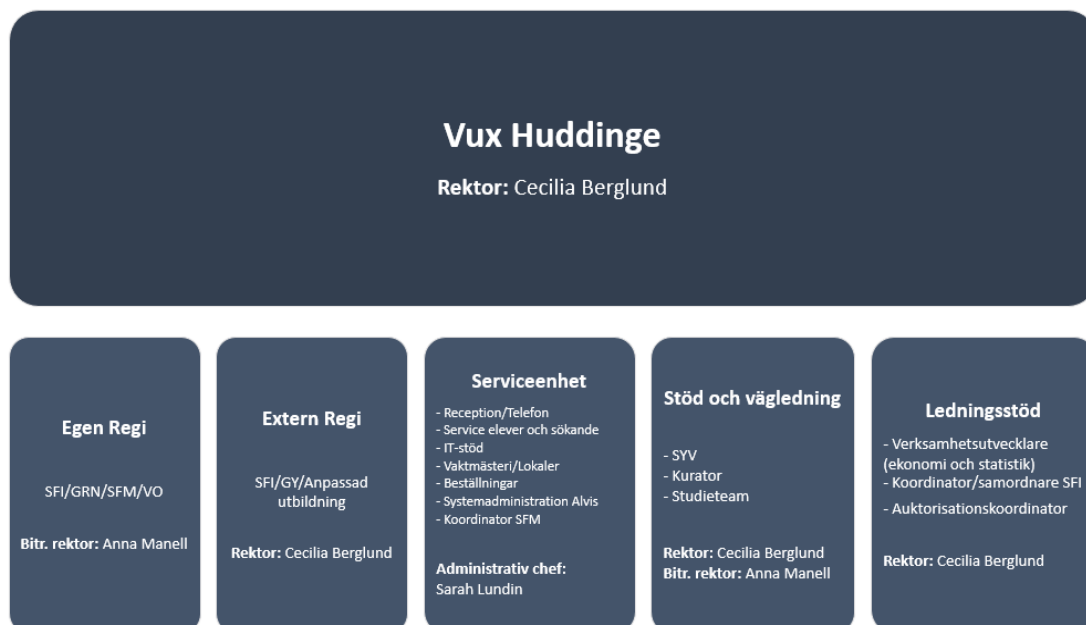 Vux Huddinge
Rektor: Cecilia Berglund
Egen Regi
SFI/GRN/SFM/VO
Bitr. rektor: Anna Manell
Extern Regi
SFI/GY/Anpassad
utbildning
Rektor: Cecilia Berglund
Serviceenhet
- Reception/Telefon
- Service elever och sökande
- IT-stöd
- Vaktmästeri/Lokaler
- Beställningar
- Systemadministration Alvis
- Koordinator SFM
Administrativ chef:
Sarah Lundin
Stöd och vägledning
- SYV
- Kurator
- Studieteam
Rektor: Cecilia Berglund
Bitr. rektor: Anna Manell
Ledningsstöd
- Verksamhetsutvecklare
(ekonomi och statistik)
- Koordinator/samordnare SFI
- Auktorisationskoordinator
Rektor: Cecilia Berglund